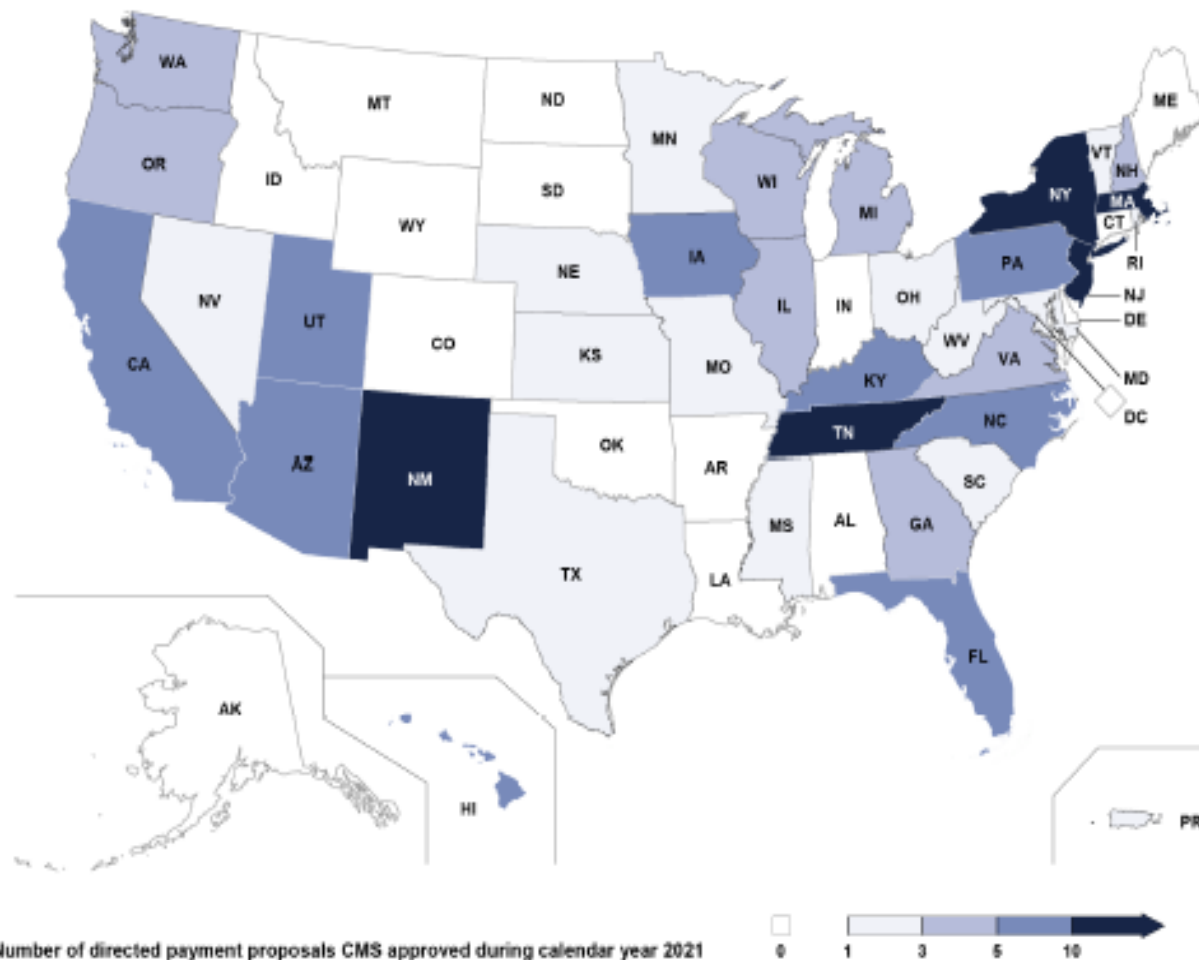 WA
MT
ND
MN
ME
VT
NH
OR
ID
SD
WI
NY
MA
WY
MI
CT
IA
PA
RI
NE
NV
OH
NJ
UT
IL
IN
DE
CO
KS
WV
CA
MO
VA
MD
KY
DC
NC
TN
AZ
NM
OK
AR
SC
MS
AL
GA
TX
LA
FL
AK
HI
PR
Number of directed payment proposals CMS approved during calendar year 2021
0 1 3 5 10